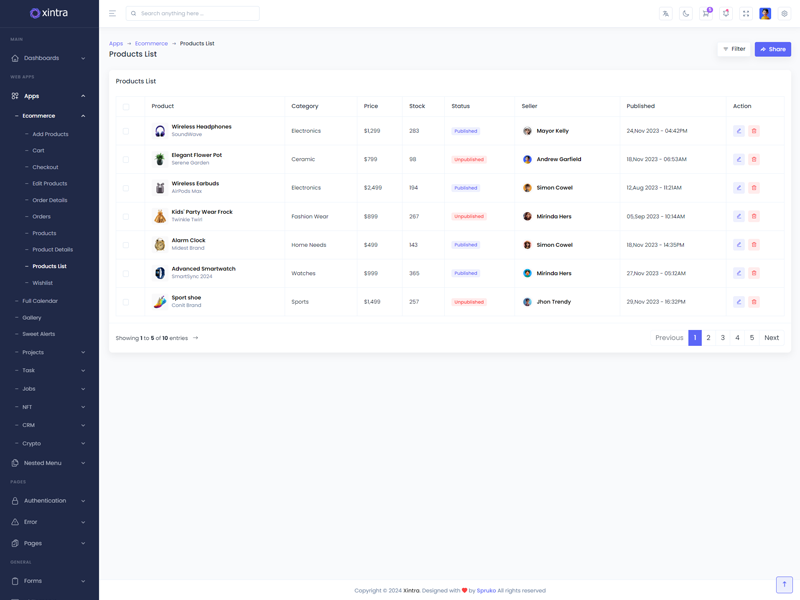 xintra
Search anything here ...
5
MAIN
Dashboards
WEB APPS
Apps
Ecommerce
Add Products
Cart
Checkout
Edit Products
Order Details
Orders
Products
Product Details
Products List
Wishlist
Full Calendar
Gallery
Sweet Alerts
Projects
Task
Jobs
NFT
CRM
Crypto
Nested Menu
PAGES
Authentication
Error
Pages
GENERAL
Forms
Apps → Ecommerce → Products List
Products List
Filter
Share
Products List
Product Category Price Stock Status Seller Published Action
Wireless Headphones
SoundWave
Electronics $1,299 283 Published Mayor Kelly 24,Nov 2023 - 04:42PM
Elegant Flower Pot
Serene Garden
Ceramic $799 98 Unpublished Andrew Garfield 18,Nov 2023 - 06:53AM
Wireless Earbuds
AirPods Max
Electronics $2,499 194 Published Simon Cowel 12,Aug 2023 - 11:21AM
Kids' Party Wear Frock
Twinkle Twirl
Fashion Wear $899 267 Unpublished Mirinda Hers 05,Sep 2023 - 10:14AM
Alarm Clock
Midest Brand
Home Needs $499 143 Published Simon Cowel 18,Nov 2023 - 14:35PM
Advanced Smartwatch
SmartSync 2024
Watches $999 365 Published Mirinda Hers 27,Nov 2023 - 05:12AM
Sport shoe
Conit Brand
Sports $1,499 257 Unpublished Jhon Trendy 29,Nov 2023 - 16:32PM
Showing 1 to 5 of 10 entries →
Previous 1 2 3 4 5 Next
Copyright © 2024 Xintra. Designed with ❤ by Spruko All rights reserved